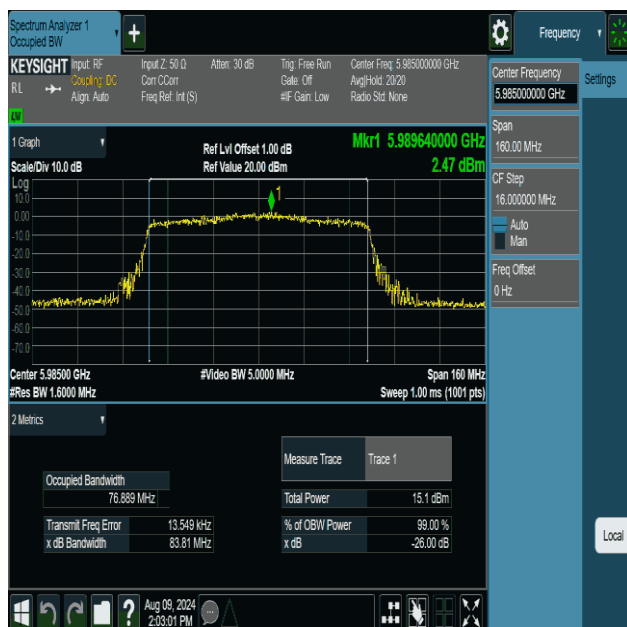 Spectrum Analyzer 1
Occupied BW
Frequency
KEYSIGHT
RL
Input: RF
Coupling: DC
Align: Auto
Input Z: 50 Ω
Corr CCorr
Freq Ref: Int (S)
Atten: 30 dB
Trig: Free Run
Gate: Off
#IF Gain: Low
Center Freq: 5.985000000 GHz
Avg|Hold: 20/20
Radio Std: None
LW
Center Frequency
5.985000000 GHz
Settings
Span
160.00 MHz
CF Step
16.000000 MHz
Auto
Man
Freq Offset
0 Hz
1 Graph
Scale/Div 10.0 dB
Ref Lvl Offset 1.00 dB
Ref Value 20.00 dBm
Mkr1 5.989640000 GHz
2.47 dBm
Log
10.0
0.00
-10.0
-20.0
-30.0
-40.0
-50.0
-60.0
-70.0
1
Center 5.98500 GHz
#Res BW 1.6000 MHz
#Video BW 5.0000 MHz
Span 160 MHz
Sweep 1.00 ms (1001 pts)
2 Metrics
Measure Trace Trace 1
Occupied Bandwidth
76.889 MHz
Total Power 15.1 dBm
Transmit Freq Error 13.549 kHz
% of OBW Power 99.00 %
x dB Bandwidth 83.81 MHz
x dB -26.00 dB
Local
Aug 09, 2024
2:03:01 PM